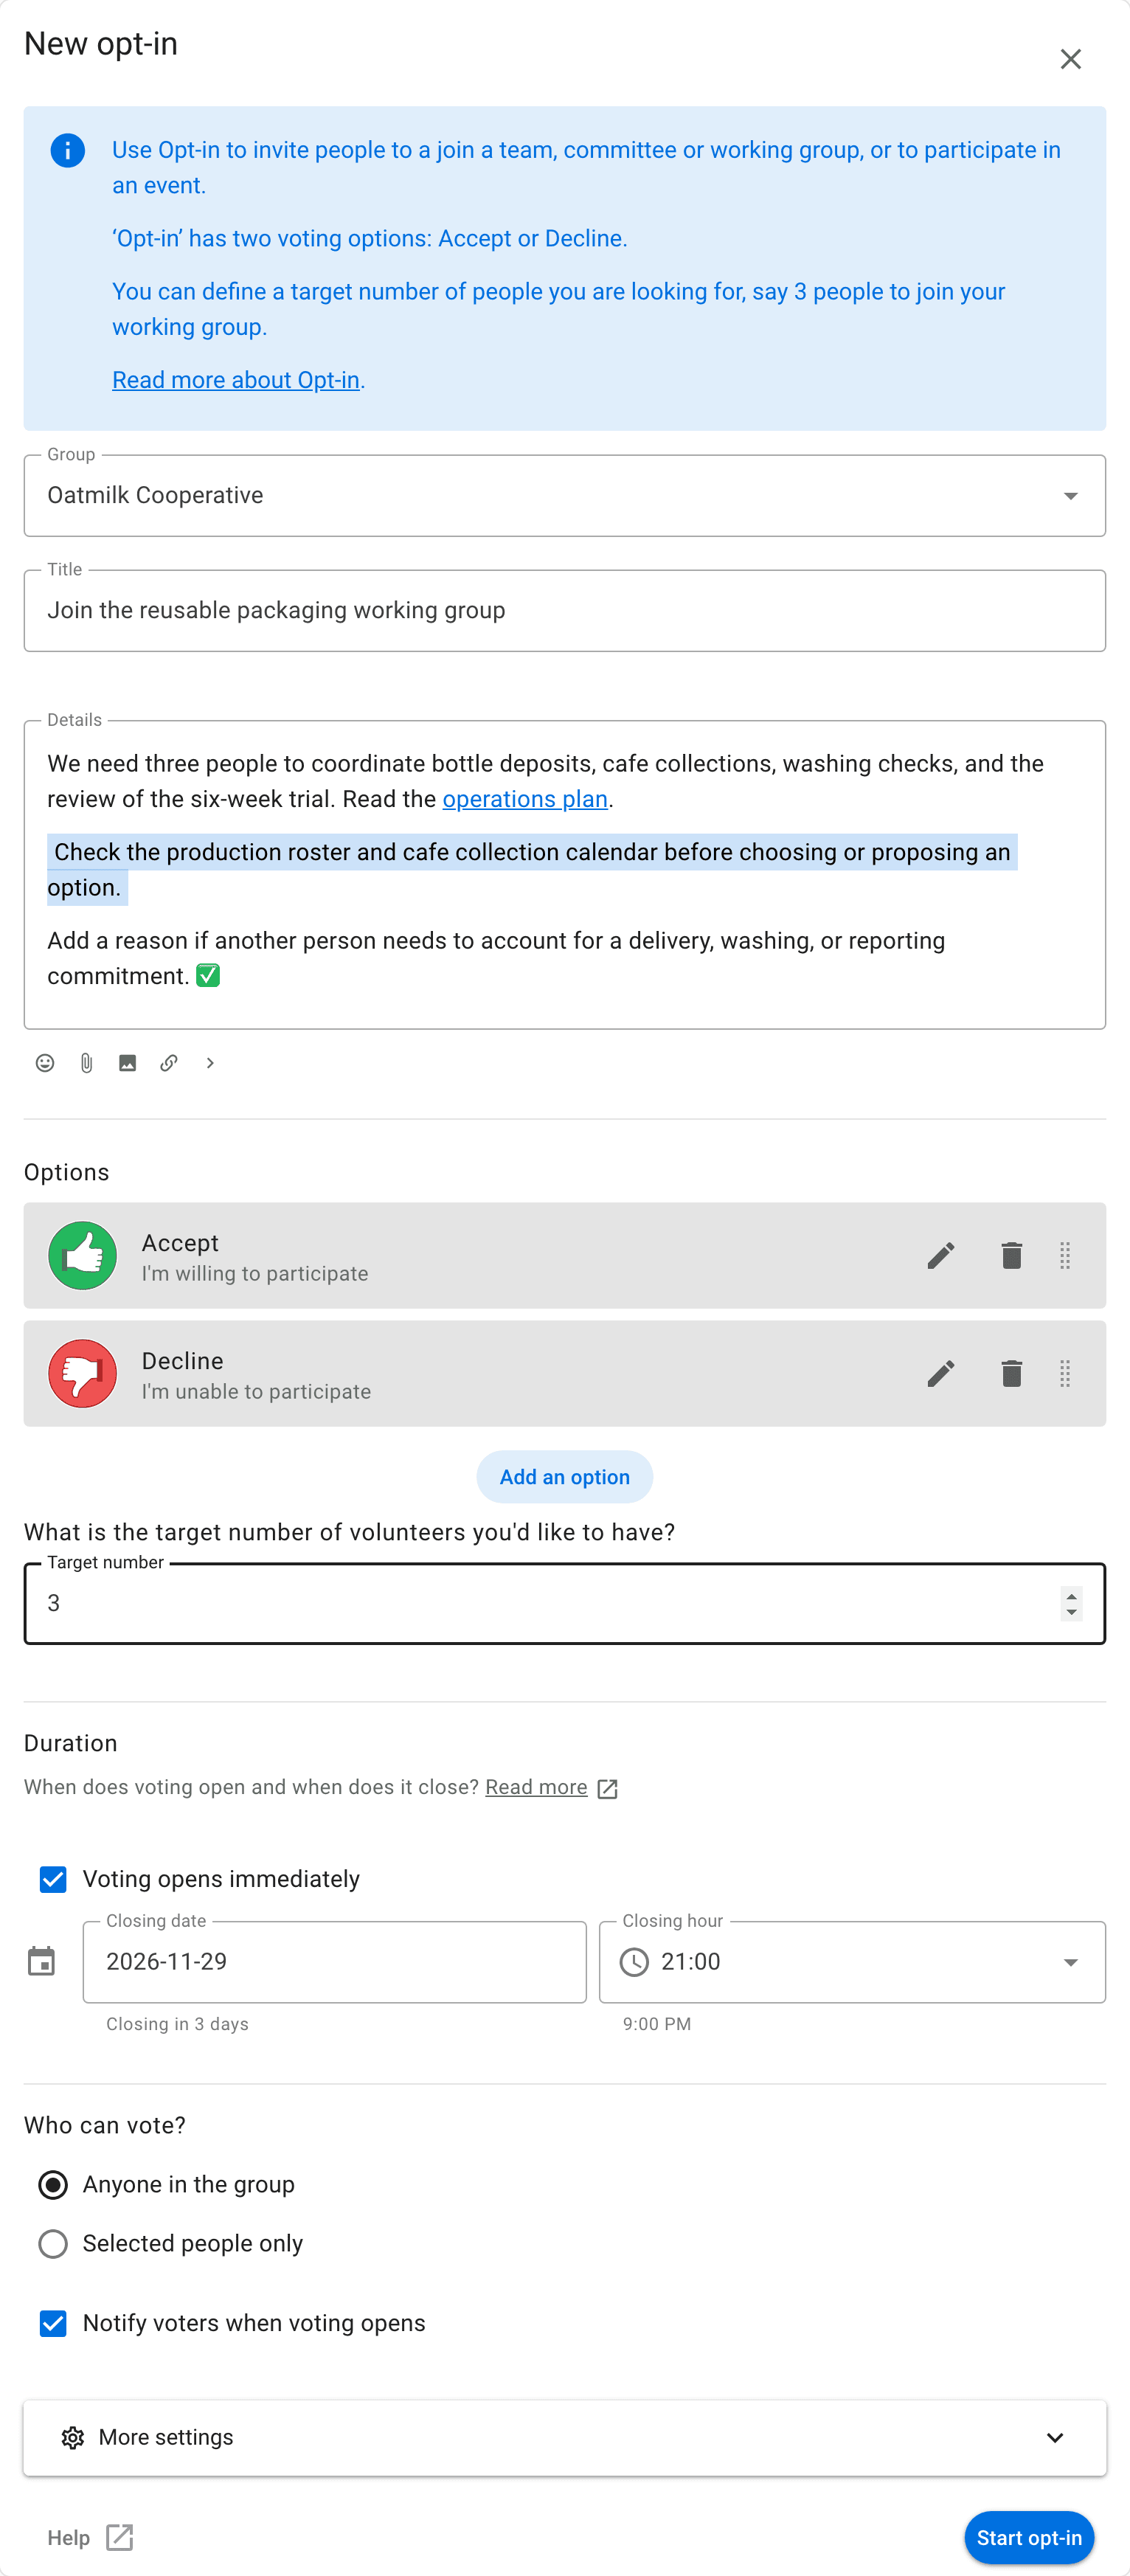 New opt-in
Use Opt-in to invite people to a join a team, committee or working group, or to participate in
an event.
‘Opt-in’ has two voting options: Accept or Decline.
You can define a target number of people you are looking for, say 3 people to join your
working group.
Read more about Opt-in.
Group
Oatmilk Cooperative
Title
Join the reusable packaging working group
Details
We need three people to coordinate bottle deposits, cafe collections, washing checks, and the
review of the six-week trial. Read the operations plan.
Check the production roster and cafe collection calendar before choosing or proposing an
option.
Add a reason if another person needs to account for a delivery, washing, or reporting
commitment. ✅
Options
Accept
I'm willing to participate
Decline
I'm unable to participate
Add an option
What is the target number of volunteers you'd like to have?
Target number
3
Duration
When does voting open and when does it close? Read more
Voting opens immediately
Closing date
2026-11-29
Closing in 3 days
Closing hour
21:00
9:00 PM
Who can vote?
Anyone in the group
Selected people only
Notify voters when voting opens
More settings
Help
Start opt-in